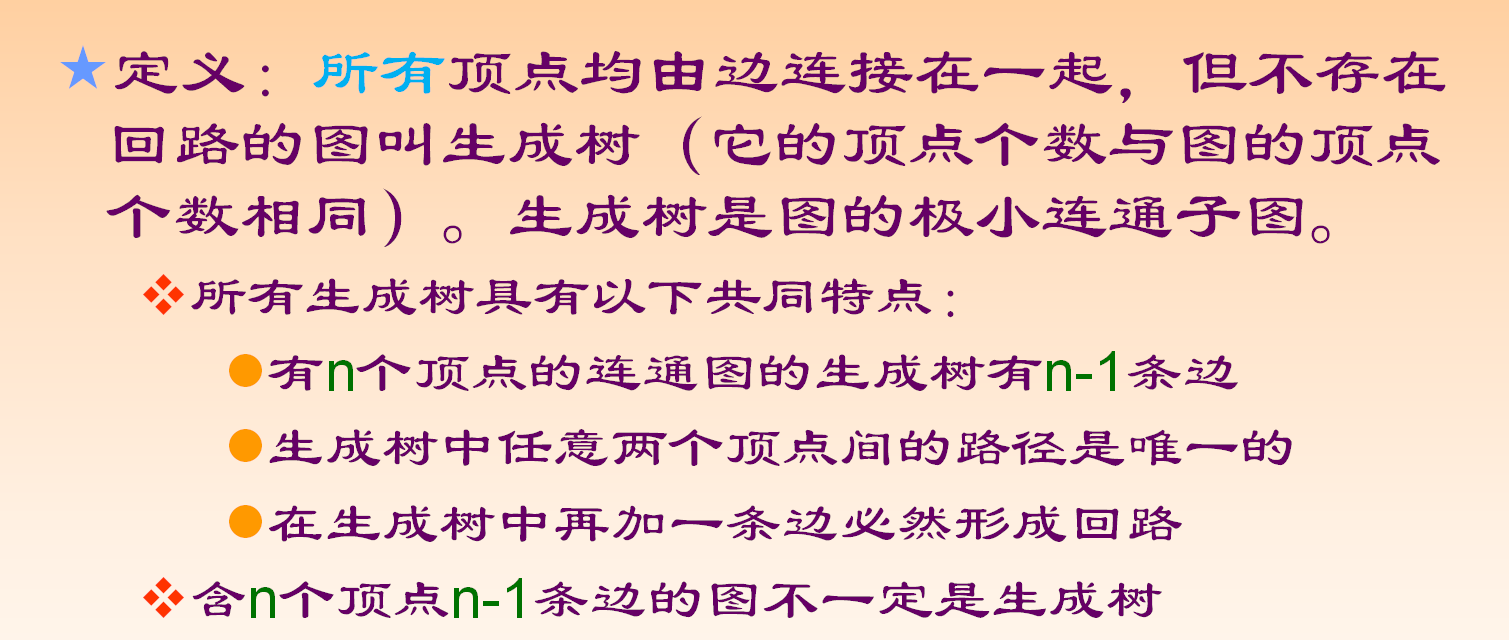 定义：所有顶点均由边连接在一起，但不存在
回路的图叫生成树（它的顶点个数与图的顶点
个数相同）。生成树是图的极小连通子图。
所有生成树具有以下共同特点：
有n个顶点的连通图的生成树有n-1条边
生成树中任意两个顶点间的路径是唯一的
在生成树中再加一条边必然形成回路
含n个顶点n-1条边的图不一定是生成树